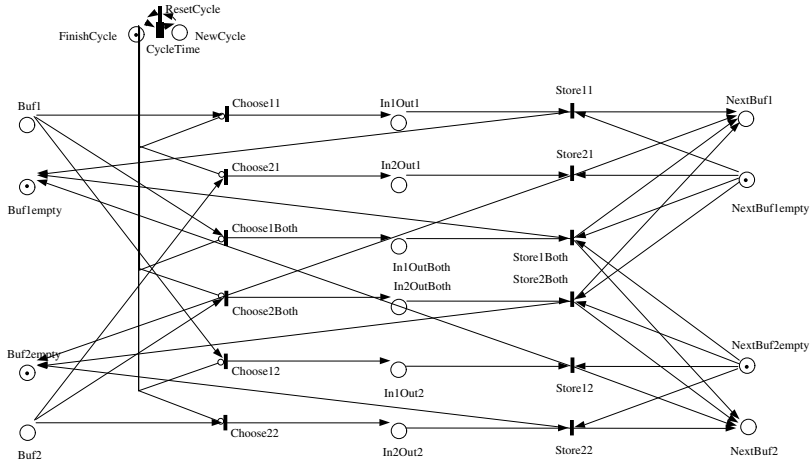 ResetCycle
FinishCycle
NewCycle
CycleTime
Buf1
Choose11
In1Out1
Store11
NextBuf1
Choose21
In2Out1
Store21
Buf1empty
NextBuf1empty
Choose1Both
In1OutBoth
Store1Both
In2OutBoth
Store2Both
Choose2Both
Buf2empty
NextBuf2empty
Choose12
In1Out2
Store12
Choose22
Buf2
In2Out2
Store22
NextBuf2